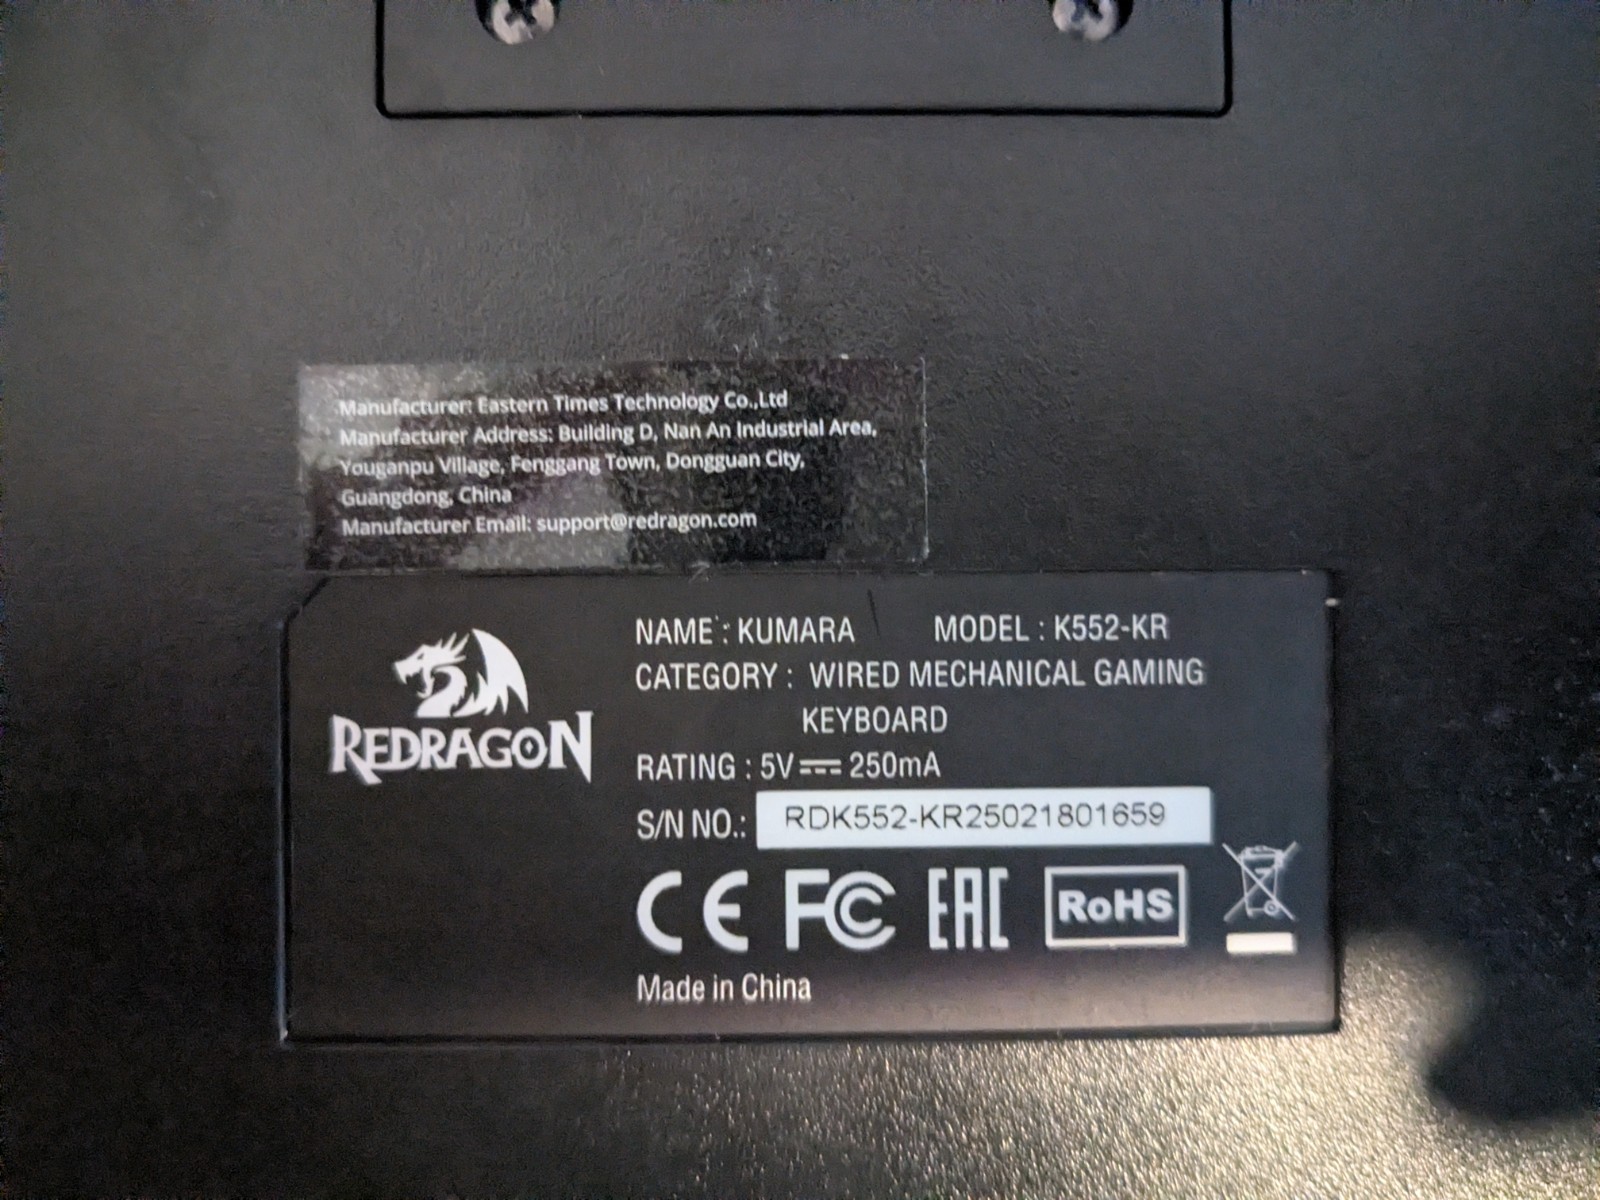 Manufacturer: Eastern Times Technology Co.,Ltd
Manufacturer Address: Building D, Nan An Industrial Area,
Youganpu Village, Fenggang Town, Dongguan City,
Guangdong, China
Manufacturer Email: support@redragon.com
REDRAGON
NAME : KUMARA MODEL : K552-KR
CATEGORY : WIRED MECHANICAL GAMING
KEYBOARD
RATING : 5V⎓250mA
S/N NO.: RDK552-KR25021801659
CE FC EAC RoHS
Made in China